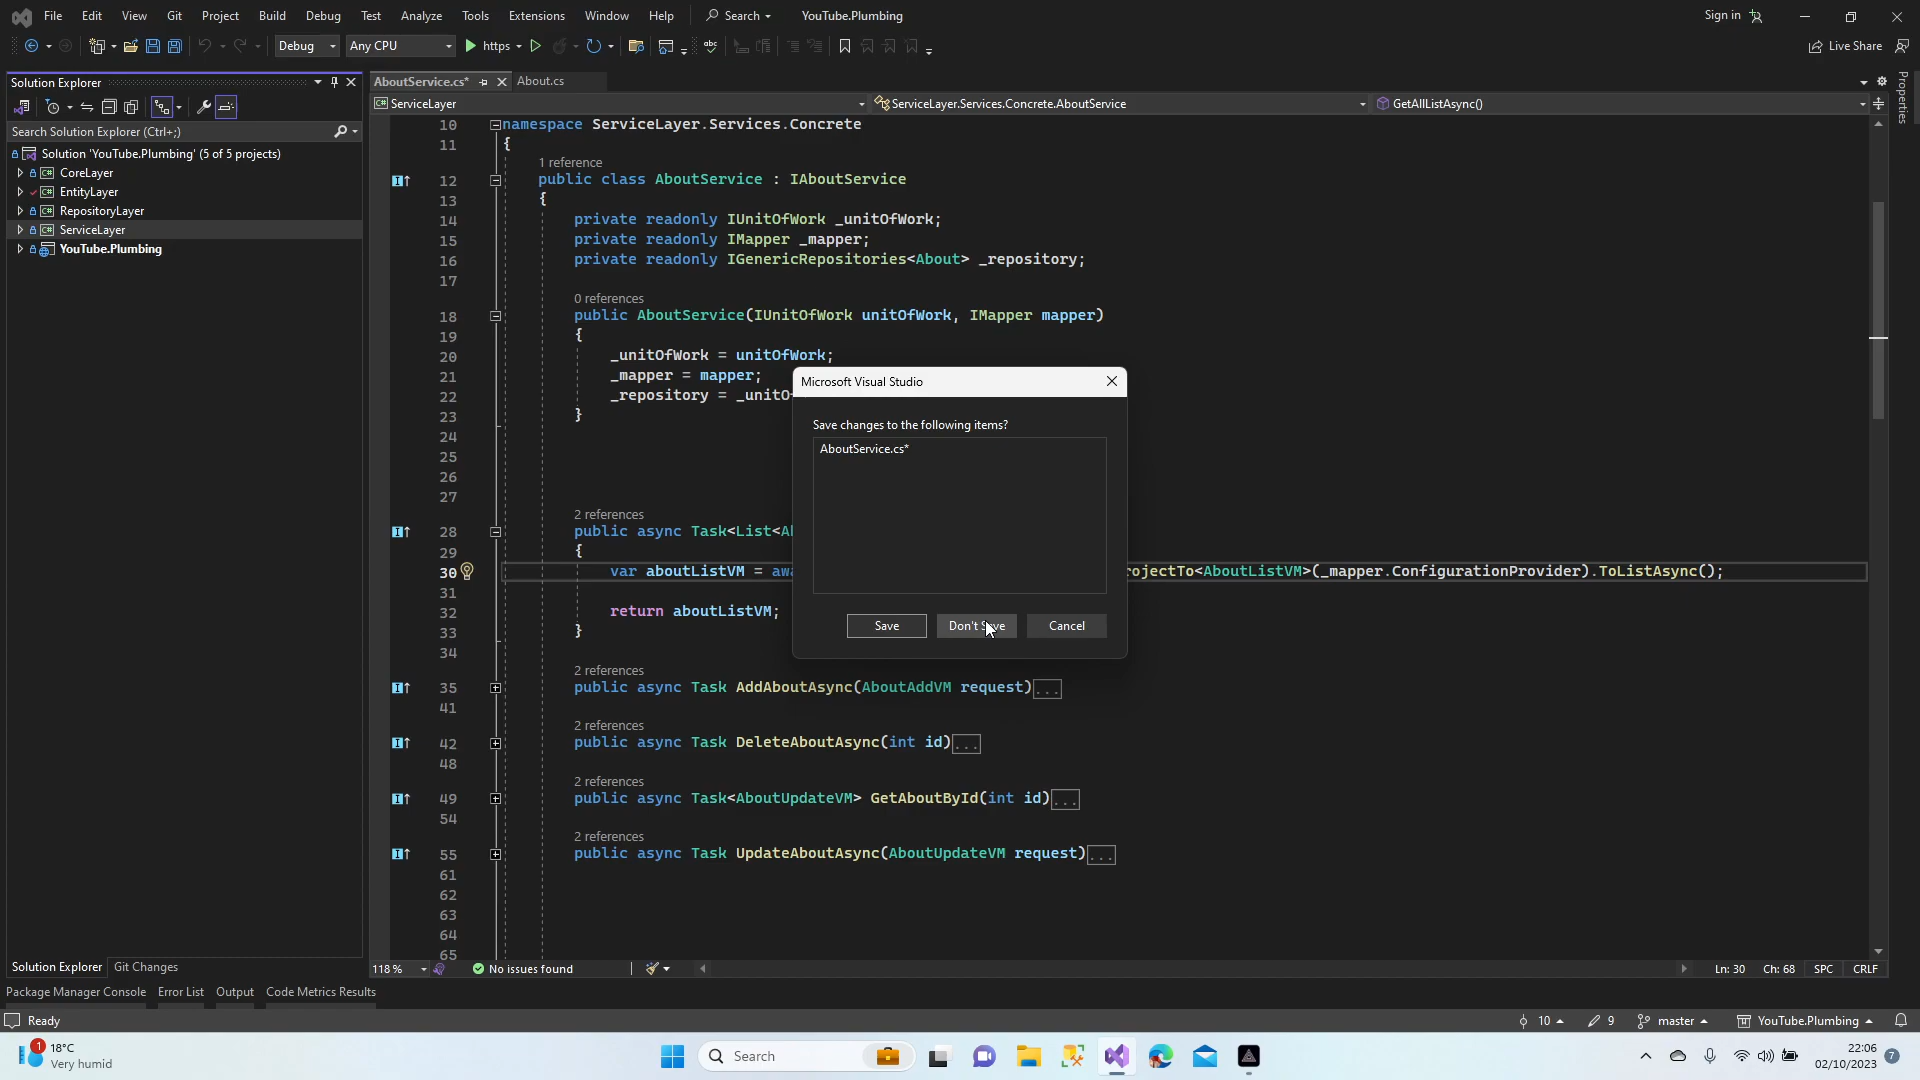 File Edit View Git Project Build Debug Test Analyze Tools Extensions Window Help Search YouTube.Plumbing Sign in
Debug Any CPU https Live Share
Solution Explorer
AboutService.cs* About.cs
Properties
Search Solution Explorer (Ctrl+;)
Solution 'YouTube.Plumbing' (5 of 5 projects)
CoreLayer
EntityLayer
RepositoryLayer
ServiceLayer
YouTube.Plumbing
ServiceLayer ServiceLayer.Services.Concrete.AboutService GetAllListAsync()
10 namespace ServiceLayer.Services.Concrete
11 {
1 reference
12 public class AboutService : IAboutService
13 {
14 private readonly IUnitOfWork _unitOfWork;
15 private readonly IMapper _mapper;
16 private readonly IGenericRepositories<About> _repository;
17
0 references
18 public AboutService(IUnitOfWork unitOfWork, IMapper mapper)
19 {
20 _unitOfWork = unitOfWork;
21 _mapper = mapper;
22 _repository = _unitO
23 }
24
25
26
27
2 references
28 public async Task<List<Ab
29 {
30 var aboutListVM = awa rojectTo<AboutListVM>(_mapper.ConfigurationProvider).ToListAsync();
31
32 return aboutListVM;
33 }
34
2 references
35 public async Task AddAboutAsync(AboutAddVM request)...
41
2 references
42 public async Task DeleteAboutAsync(int id)...
48
2 references
49 public async Task<AboutUpdateVM> GetAboutById(int id)...
54
2 references
55 public async Task UpdateAboutAsync(AboutUpdateVM request)...
61
62
63
64
65
Microsoft Visual Studio
Save changes to the following items?
AboutService.cs*
Save Don't Save Cancel
Solution Explorer Git Changes
118 % No issues found Ln: 30 Ch: 68 SPC CRLF
Package Manager Console Error List Output Code Metrics Results
Ready 10 9 master YouTube.Plumbing
1 18°C
Very humid
Search
22:06
02/10/2023 7